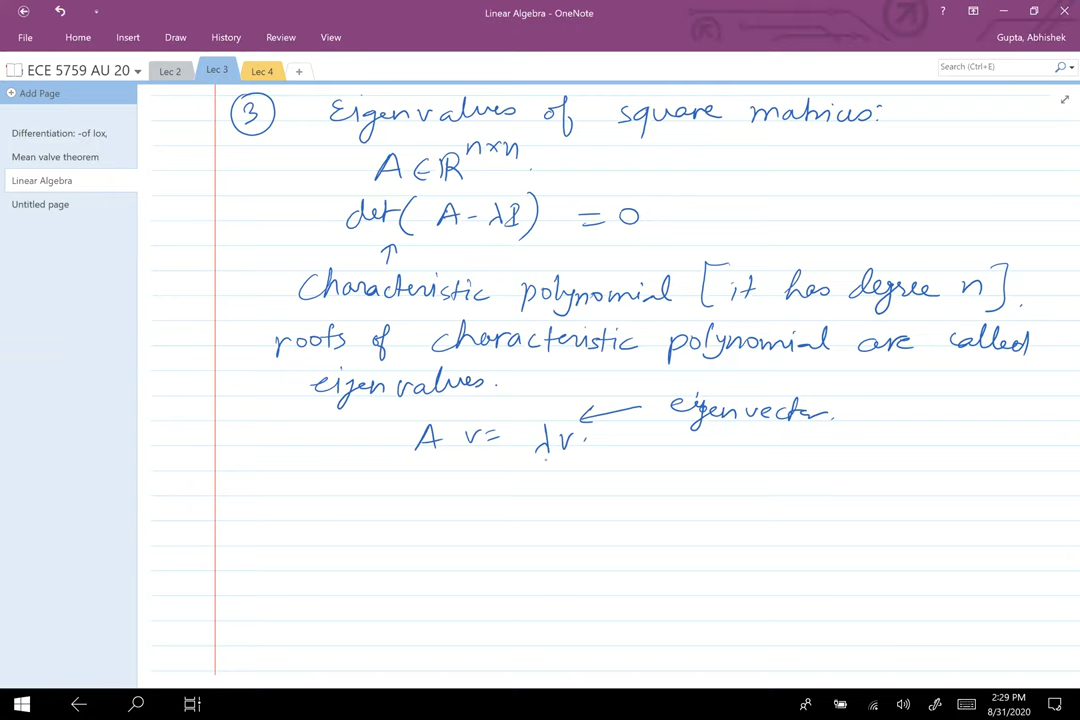 Linear Algebra - OneNote
?
File Home Insert Draw History Review View
Gupta, Abhishek
ECE 5759 AU 20
Lec 2
Lec 3
Lec 4
+
Search (Ctrl+E)
Add Page
Differentiation: -of lox,
Mean valve theorem
Linear Algebra
Untitled page
③ Eigenvalues of square matrices:
A ∈ ℝ^{n×n}.
det( A - λI ) = 0
↑
Characteristic polynomial [it has degree n].
roots of characteristic polynomial are called
eigenvalues.
← eigenvector.
A v = λv.
2:29 PM
8/31/2020